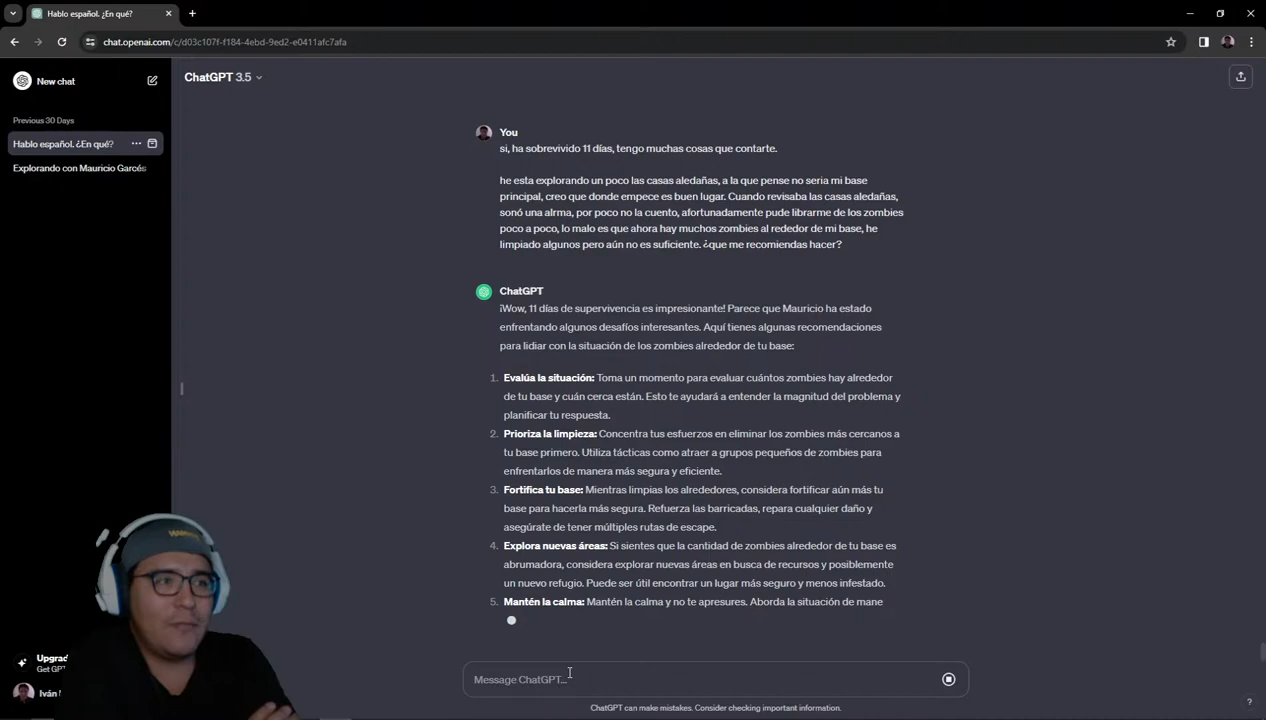 Hablo español. ¿En qué?
chat.openai.com/c/d03c107f-f184-4ebd-9ed2-e0411afc7afa
New chat
ChatGPT 3.5
Previous 30 Days
Hablo español. ¿En qué?
Explorando con Mauricio Garcés
You
si, ha sobrevivido 11 días, tengo muchas cosas que contarte.
he esta explorando un poco las casas aledañas, a la que pense no seria mi base
principal, creo que donde empece es buen lugar. Cuando revisaba las casas aledañas,
sonó una alrma, por poco no la cuento, afortunadamente pude librarme de los zombies
poco a poco, lo malo es que ahora hay muchos zombies al rededor de mi base, he
limpiado algunos pero aún no es suficiente. ¿que me recomiendas hacer?
ChatGPT
¡Wow, 11 días de supervivencia es impresionante! Parece que Mauricio ha estado
enfrentando algunos desafíos interesantes. Aquí tienes algunas recomendaciones
para lidiar con la situación de los zombies alrededor de tu base:
1. Evalúa la situación: Toma un momento para evaluar cuántos zombies hay alrededor
de tu base y cuán cerca están. Esto te ayudará a entender la magnitud del problema y
planificar tu respuesta.
2. Prioriza la limpieza: Concentra tus esfuerzos en eliminar los zombies más cercanos a
tu base primero. Utiliza tácticas como atraer a grupos pequeños de zombies para
enfrentarlos de manera más segura y eficiente.
3. Fortifica tu base: Mientras limpias los alrededores, considera fortificar aún más tu
base para hacerla más segura. Refuerza las barricadas, repara cualquier daño y
asegúrate de tener múltiples rutas de escape.
4. Explora nuevas áreas: Si sientes que la cantidad de zombies alrededor de tu base es
abrumadora, considera explorar nuevas áreas en busca de recursos y posiblemente
un nuevo refugio. Puede ser útil encontrar un lugar más seguro y menos infestado.
5. Mantén la calma: Mantén la calma y no te apresures. Aborda la situación de mane
Upgrad
Get GPT
Iván
Message ChatGPT...
ChatGPT can make mistakes. Consider checking important information.
?